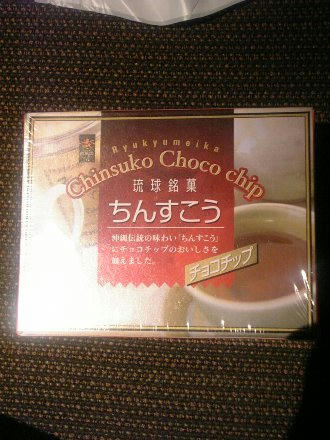 Ryukyumeika
Chinsuko Choco chip
琉球銘菓
ちんすこう
沖縄伝統の味わい「ちんすこう」
にチョコチップのおいしさを
揃えました。
チョコチップ